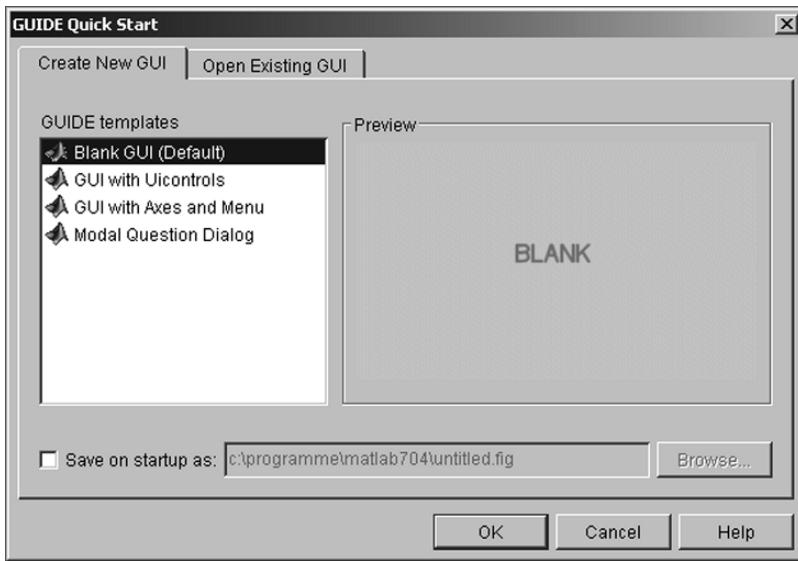 GUIDE Quick Start
Create New GUI
Open Existing GUI
GUIDE templates
Blank GUI (Default)
GUI with Uicontrols
GUI with Axes and Menu
Modal Question Dialog
Preview
BLANK
Save on startup as: c:\programme\matlab704\untitled.fig Browse...
OK Cancel Help